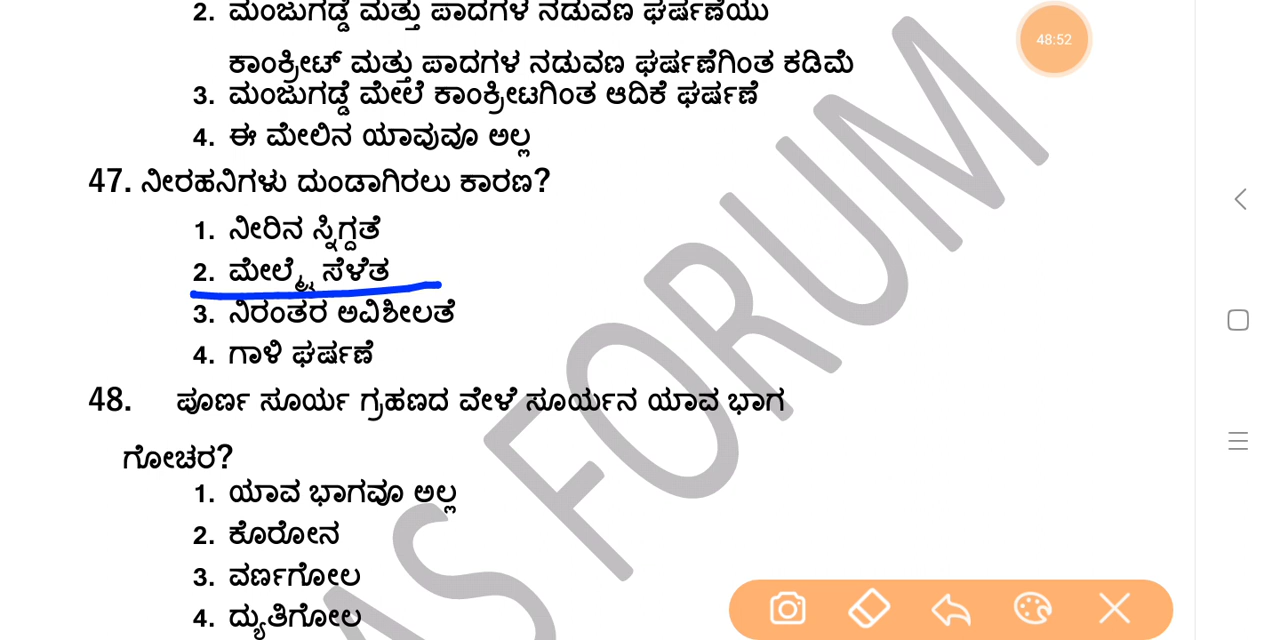 2. ಮಂಜುಗಡ್ಡೆ ಮತ್ತು ಪಾದಗಳ ನಡುವಣ ಘರ್ಷಣೆಯು
48:52
ಕಾಂಕ್ರೀಟ್ ಮತ್ತು ಪಾದಗಳ ನಡುವಣ ಘರ್ಷಣೆಗಿಂತ ಕಡಿಮೆ
3. ಮಂಜುಗಡ್ಡೆ ಮೇಲೆ ಕಾಂಕ್ರೀಟಗಿಂತ ಆದಿಕೆ ಘರ್ಷಣೆ
4. ಈ ಮೇಲಿನ ಯಾವುವೂ ಅಲ್ಲ
47. ನೀರಹನಿಗಳು ದುಂಡಾಗಿರಲು ಕಾರಣ?
1. ನೀರಿನ ಸ್ನಿಗ್ದತೆ
2. ಮೇಲ್ಮೈ ಸೆಳೆತ
3. ನಿರಂತರ ಅವಿಶೀಲತೆ
4. ಗಾಳಿ ಘರ್ಷಣೆ
48. ಪೂರ್ಣ ಸೂರ್ಯ ಗ್ರಹಣದ ವೇಳೆ ಸೂರ್ಯನ ಯಾವ ಭಾಗ
ಗೋಚರ?
1. ಯಾವ ಭಾಗವೂ ಅಲ್ಲ
2. ಕೊರೋನ
3. ವರ್ಣಗೋಲ
4. ದ್ಯುತಿಗೋಲ
AS FORUM